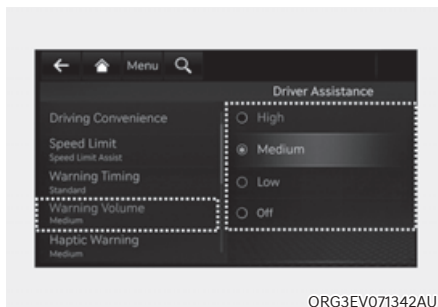 Menu
Driver Assistance
Driving Convenience
Speed Limit
Speed Limit Assist
Warning Timing
Standard
Warning Volume
Medium
Haptic Warning
Medium
High
Medium
Low
Off
ORG3EV071342AU